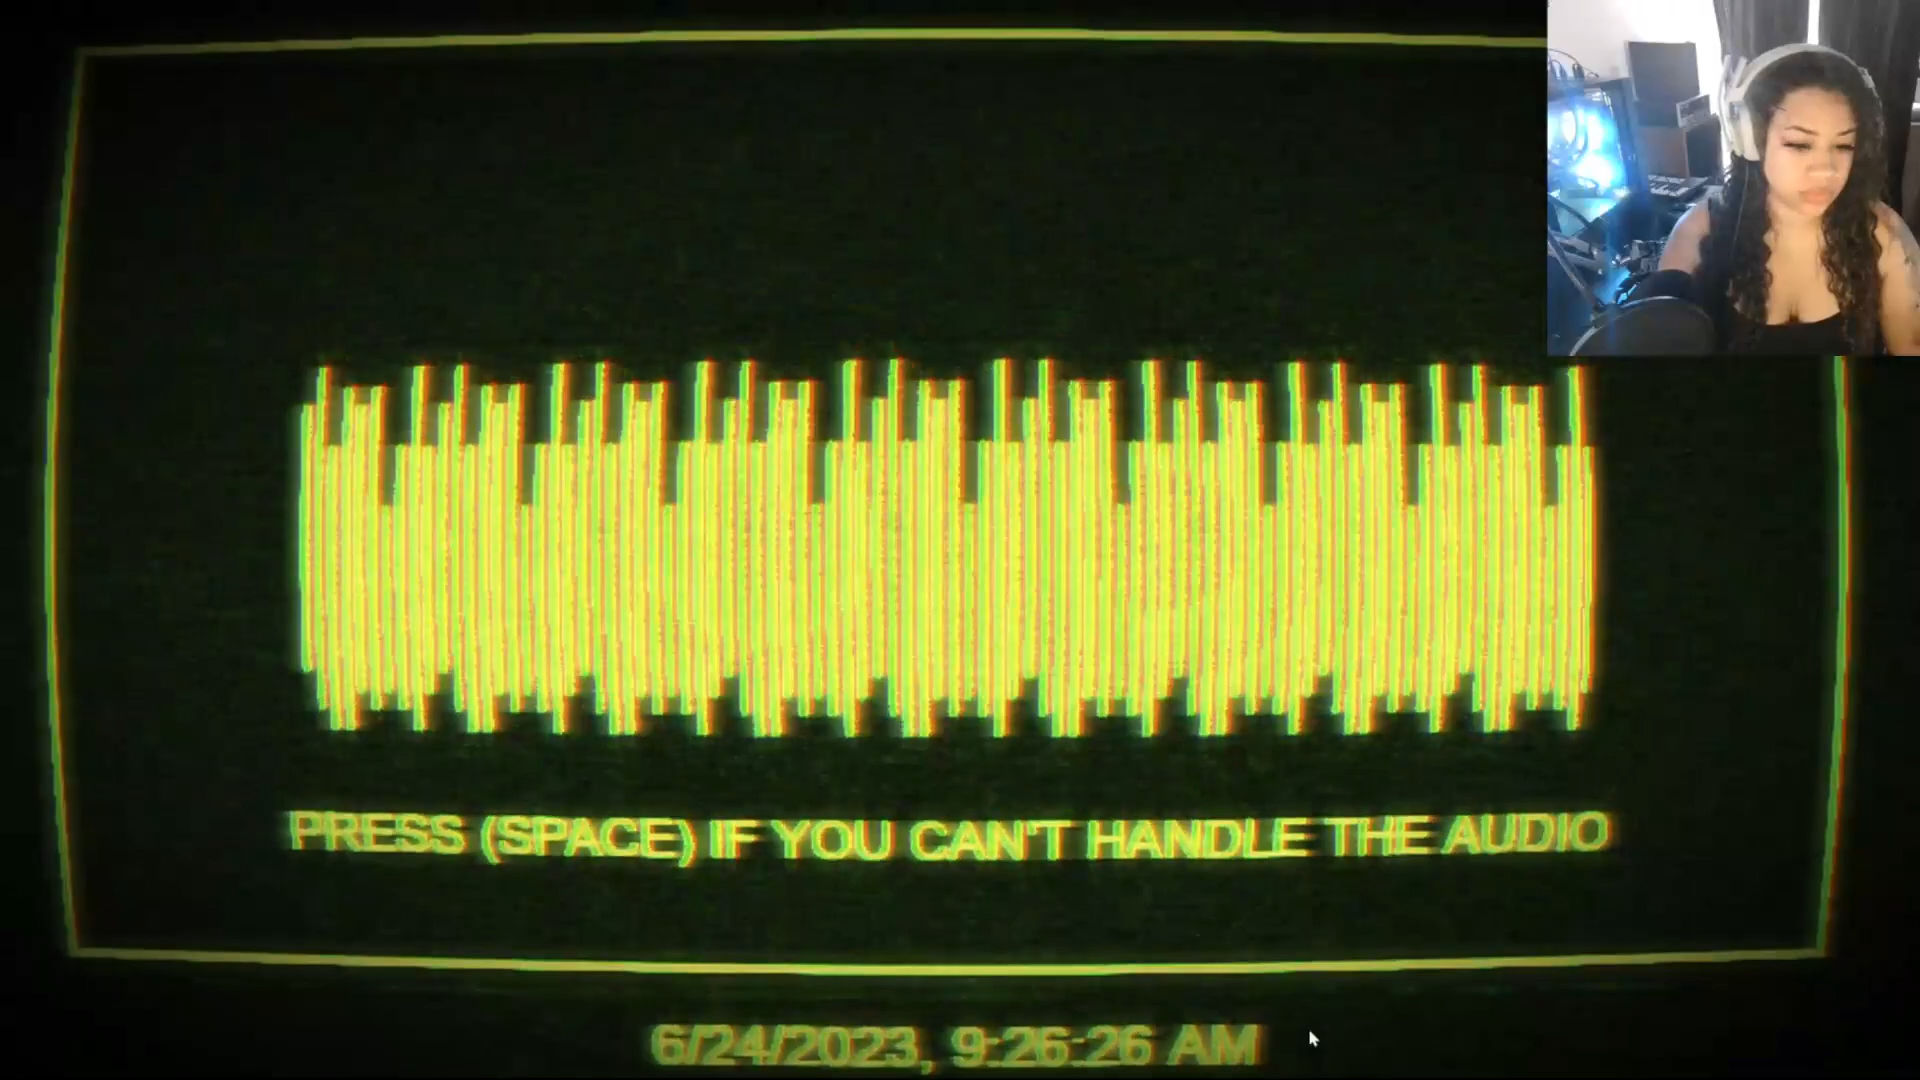 PRESS (SPACE) IF YOU CAN'T HANDLE THE AUDIO
6/24/2023, 9:26:26 AM